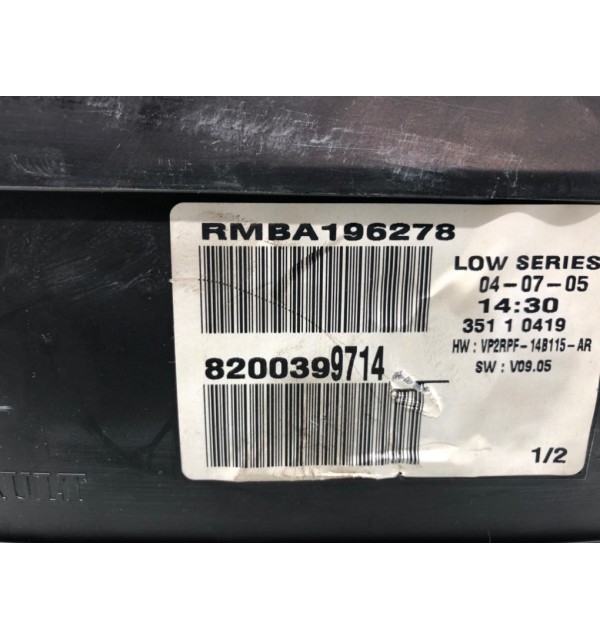 RMBA196278
LOW SERIES
04-07-05
14:30
351 1 0419
HW : VP2RPF-14B115-AR
SW : V09.05
8200399714
1/2